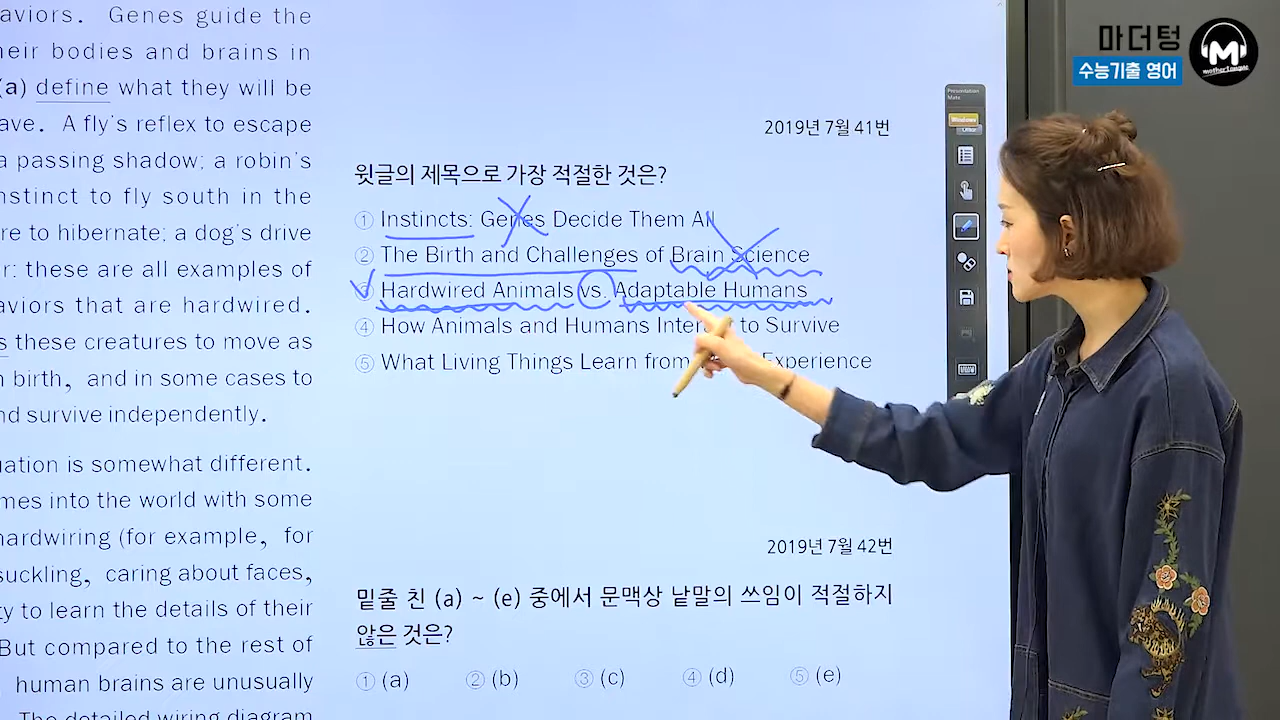 aviors. Genes guide the
heir bodies and brains in
(a) define what they will be
ave. A fly's reflex to escape
a passing shadow; a robin's
nstinct to fly south in the
re to hibernate; a dog's drive
r: these are all examples of
aviors that are hardwired.
s these creatures to move as
n birth, and in some cases to
nd survive independently.
uation is somewhat different.
mes into the world with some
hardwiring (for example, for
suckling, caring about faces,
ty to learn the details of their
But compared to the rest of
human brains are unusually
The detailed wiring diagram
2019년 7월 41번
윗글의 제목으로 가장 적절한 것은?
① Instincts: Genes Decide Them All
② The Birth and Challenges of Brain Science
Hardwired Animals vs. Adaptable Humans
④ How Animals and Humans Inter to Survive
⑤ What Living Things Learn from Experience
2019년 7월 42번
밑줄 친 (a) ~ (e) 중에서 문맥상 낱말의 쓰임이 적절하지
않은 것은?
① (a) ② (b) ③ (c) ④ (d) ⑤ (e)
Presentation
Mate
Windows
마더텅
수능기출 영어
M
mothertongue